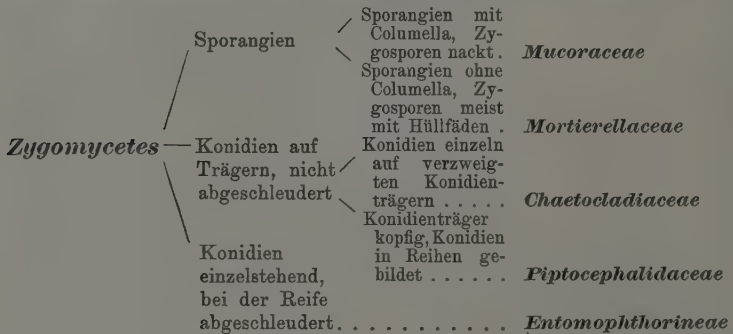 Sporangien
Sporangien mit
Columella, Zy-
gosporen nackt. Mucoraceae
Sporangien ohne
Columella, Zy-
gosporen meist
mit Hüllfäden . Mortierellaceae
Zygomycetes
Konidien auf
Trägern, nicht
abgeschleudert
Konidien einzeln
auf verzweig-
ten Konidien-
trägern . . . . . Chaetocladiaceae
Konidienträger
kopfig, Konidien
in Reihen ge-
bildet . . . . . . Piptocephalidaceae
Konidien
einzelstehend,
bei der Reife
abgeschleudert . . . . . . . . . . . Entomophthorineae